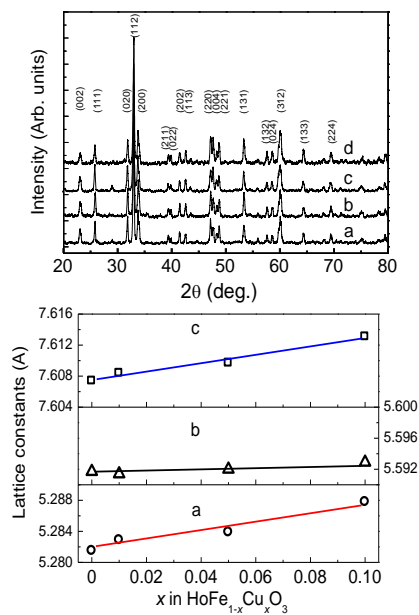 Intensity (Arb. units)
(002)
(111)
(020)
(112)
(200)
(211)
(022)
(202)
(113)
(220)
(004)
(221)
(131)
(132)
(024)
(312)
(133)
(224)
d
c
b
a
20 30 40 50 60 70 80
2θ (deg.)
Lattice constants (A)
7.616
7.612
7.608
7.604
c
5.600
5.596
5.592
b
5.288
5.284
5.280
a
0 0.02 0.04 0.06 0.08 0.10
x in HoFe1-xCuxO3